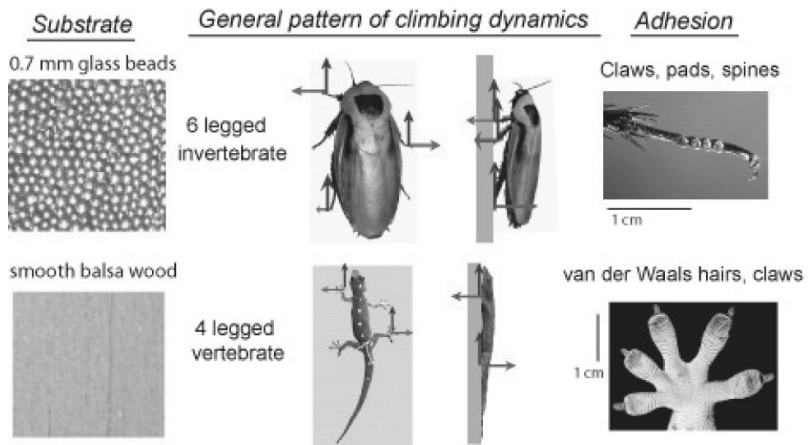 Substrate
General pattern of climbing dynamics
Adhesion
0.7 mm glass beads
6 legged
invertebrate
Claws, pads, spines
1 cm
smooth balsa wood
4 legged
vertebrate
van der Waals hairs, claws
1 cm